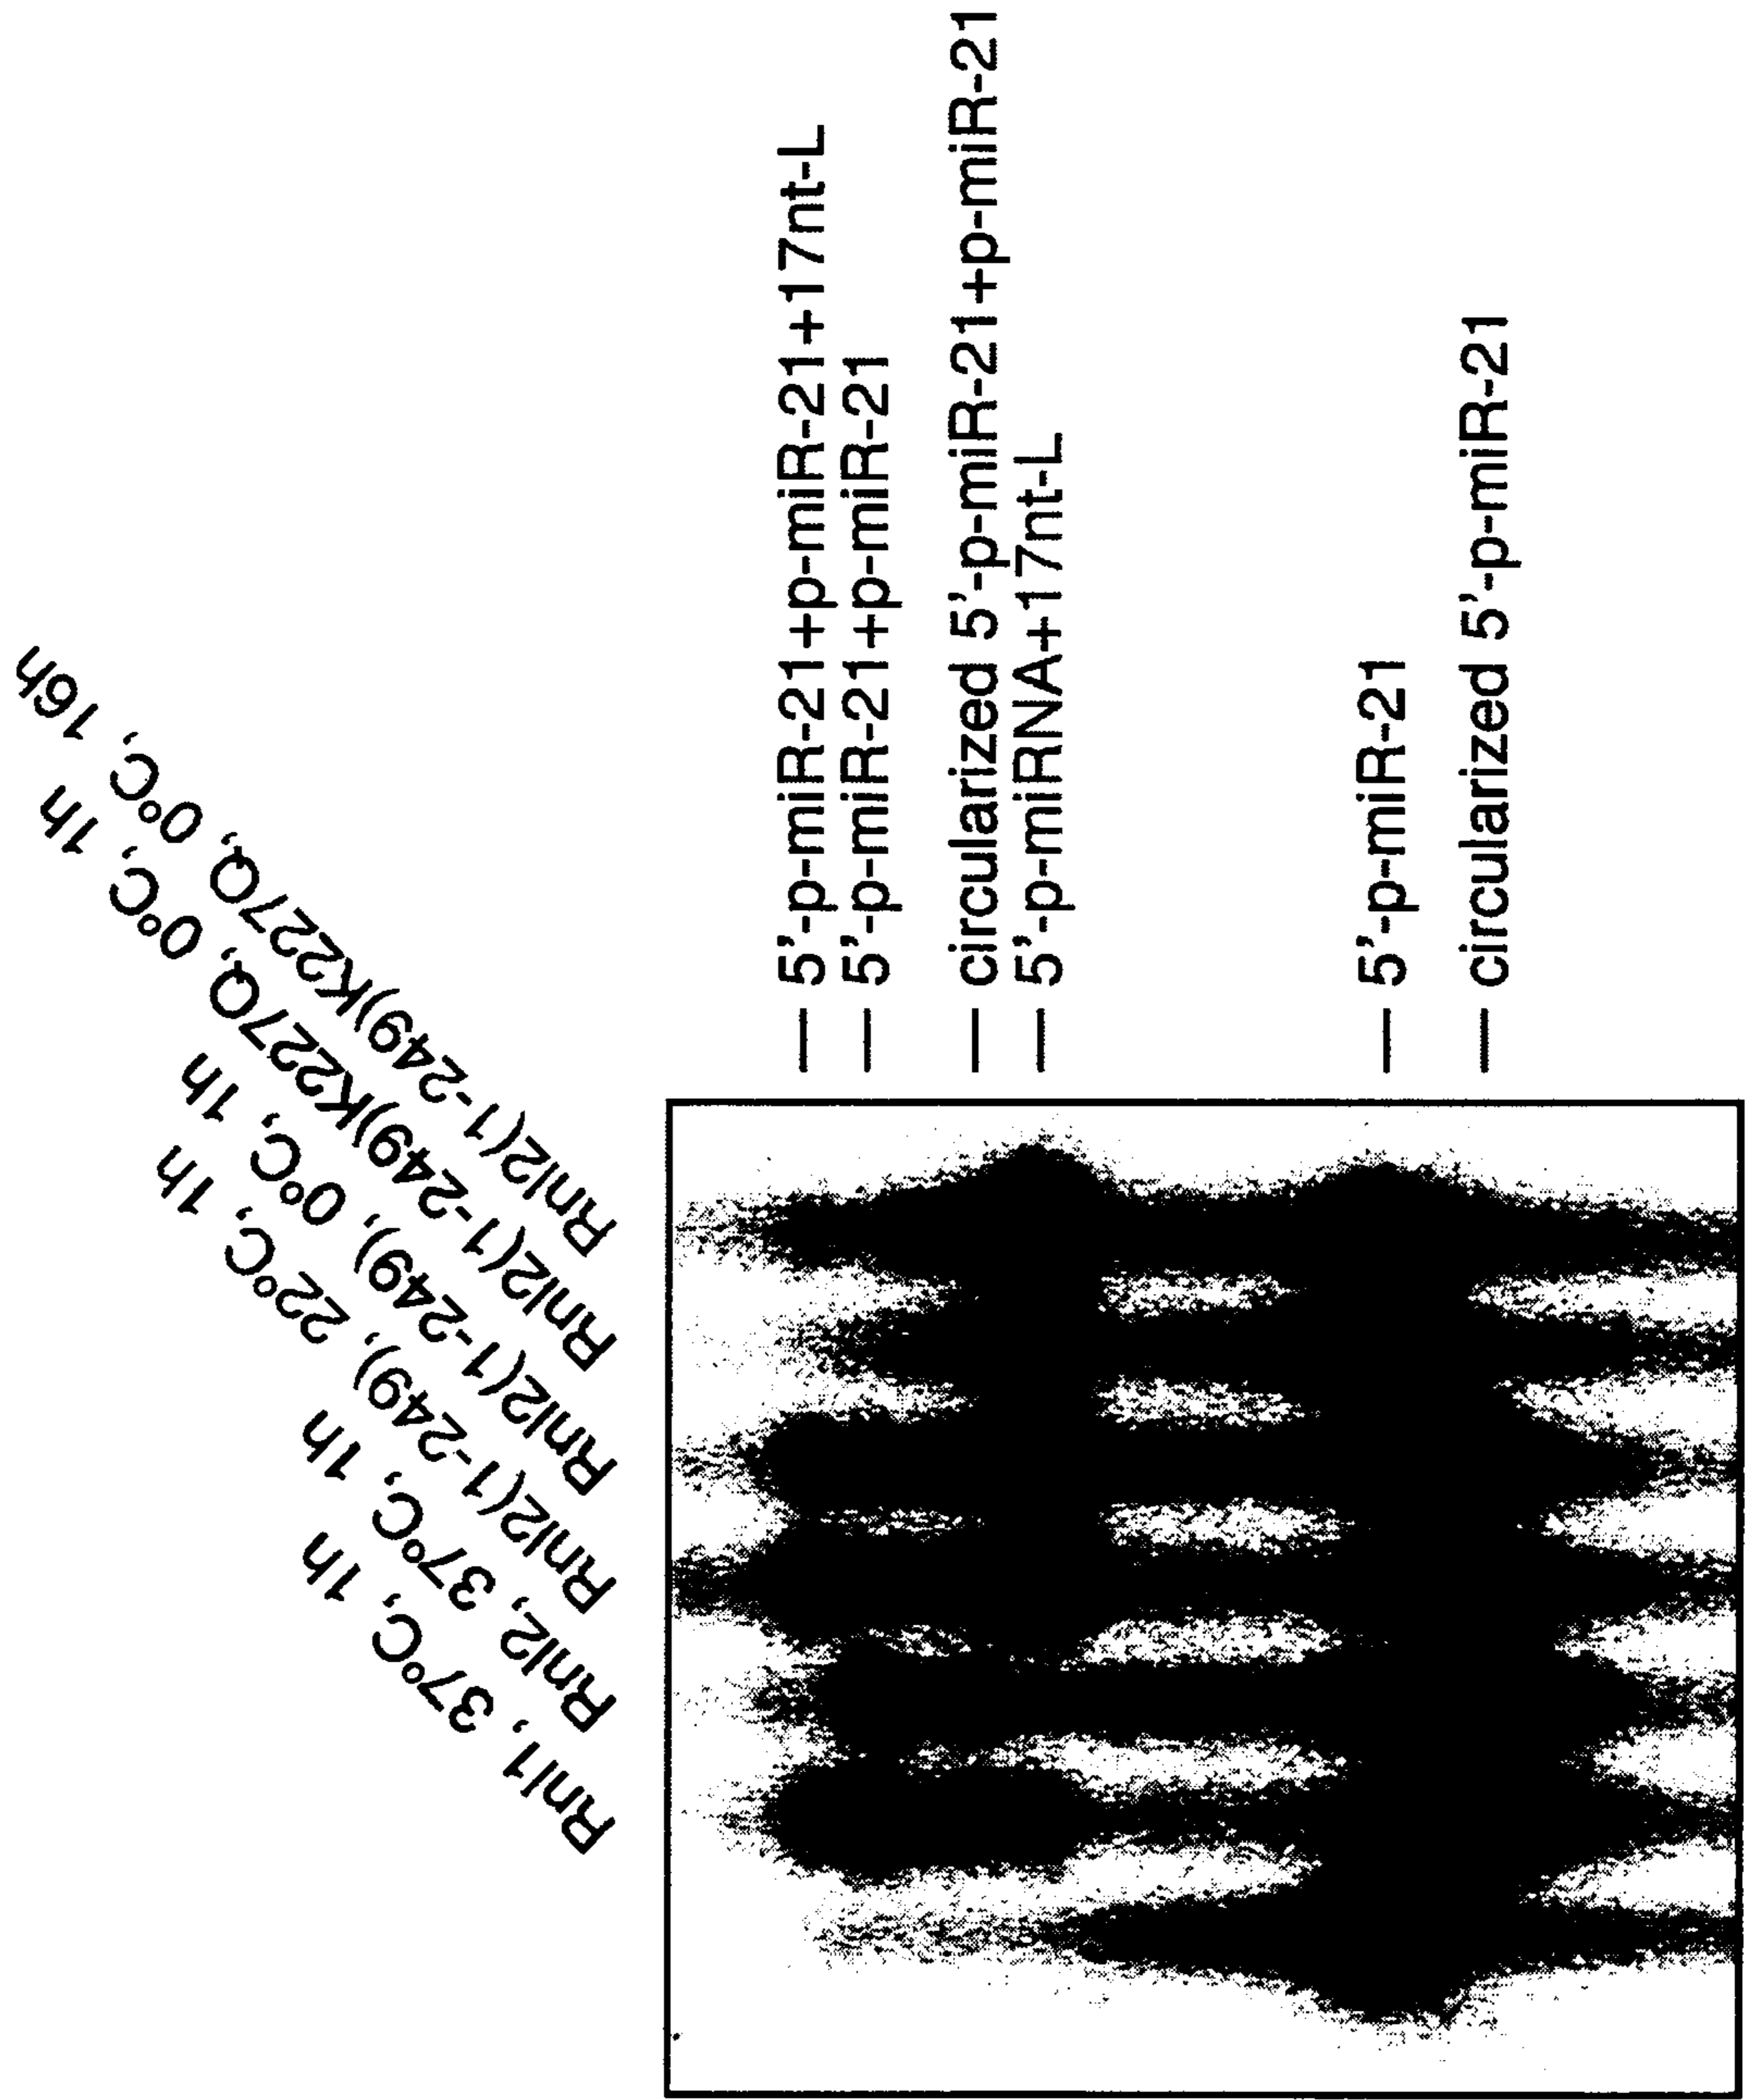 Rnl1, 37°C, 1h
Rnl2, 37°C, 1h
Rnl2(1-249), 22°C, 1h
Rnl2(1-249), 0°C, 1h
Rnl2(1-249)K227Q, 0°C, 1h
Rnl2(1-249)K227Q, 0°C, 16h
5'-p-miR-21+p-miR-21+17nt-L
5'-p-miR-21+p-miR-21
circularized 5'-p-miR-21+p-miR-21
5'-p-miRNA+17nt-L
5'-p-miR-21
circularized 5'-p-miR-21